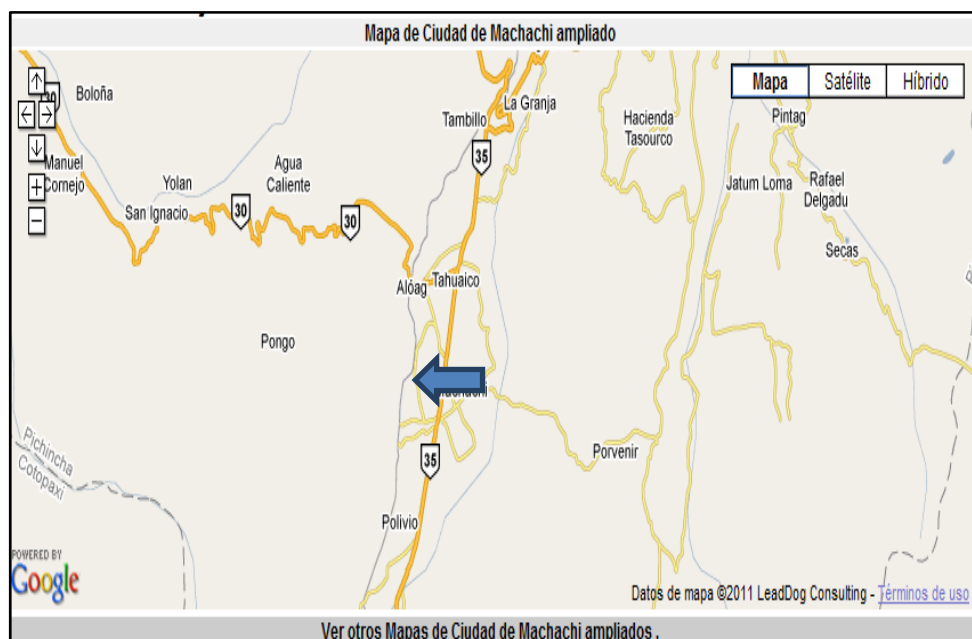 Mapa de Ciudad de Machachi ampliado
Mapa
Satélite
Híbrido
30
Boloña
Manuel
Cornejo
Yolan
San Ignacio
Agua
Caliente
30
30
La Granja
Tambillo
35
Hacienda
Tasourco
Pintag
Jatum Loma
Rafael
Delgadu
Secas
Alóag
Tahuaico
Pongo
35
Porvenir
Polivio
Pichincha
Cotopaxi
POWERED BY
Google
Datos de mapa ©2011 LeadDog Consulting - Términos de uso
Ver otros Mapas de Ciudad de Machachi ampliados .